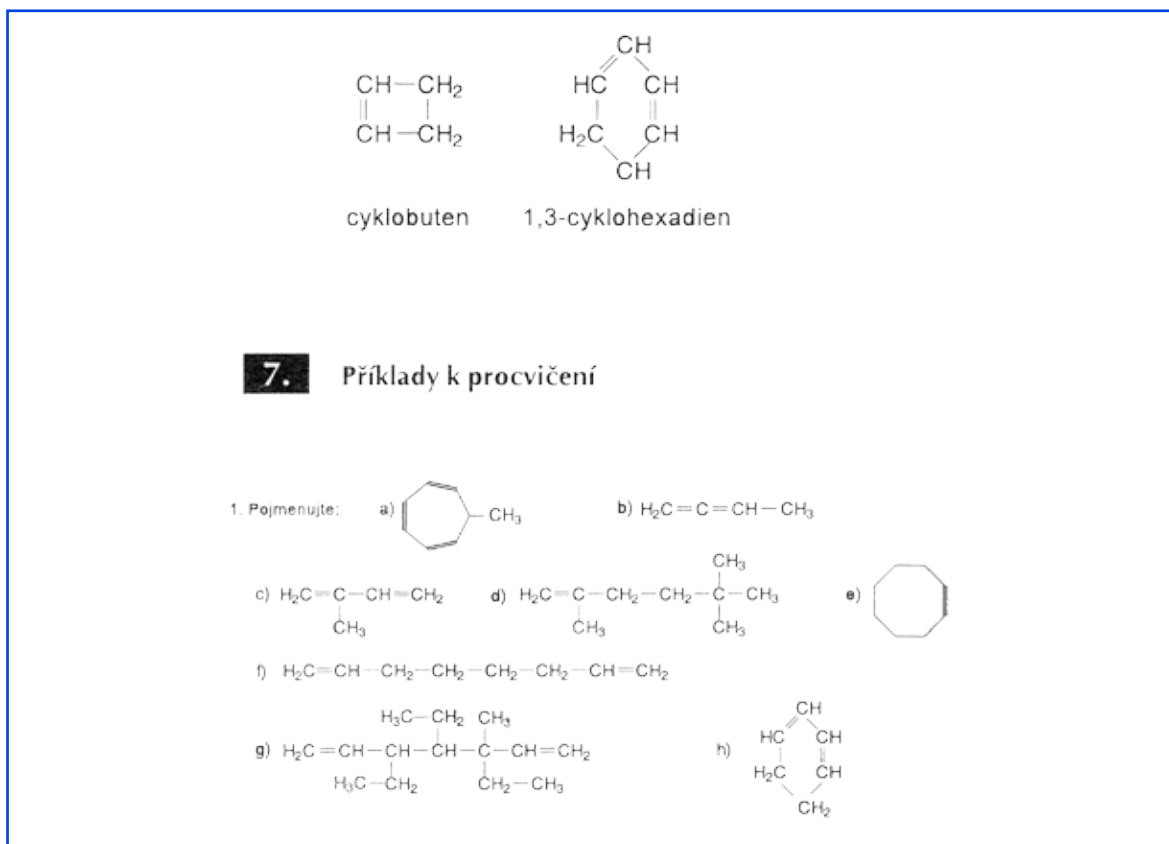 CH
CH—CH₂ HC CH
CH—CH₂ H₂C CH
CH
cyklobuten 1,3-cyklohexadien
7. Příklady k procvičení
1. Pojmenujte: a) CH₃ b) H₂C=C=CH—CH₃
CH₃
c) H₂C=C—CH=CH₂ d) H₂C=C—CH₂—CH₂—C—CH₃ e)
CH₃ CH₃ CH₃
f) H₂C=CH—CH₂—CH₂—CH₂—CH₂—CH=CH₂
H₃C—CH₂ CH₃ CH
g) H₂C=CH—CH—CH—C—CH=CH₂ h) HC CH
H₃C—CH₂ CH₂—CH₃ H₂C CH
CH₂